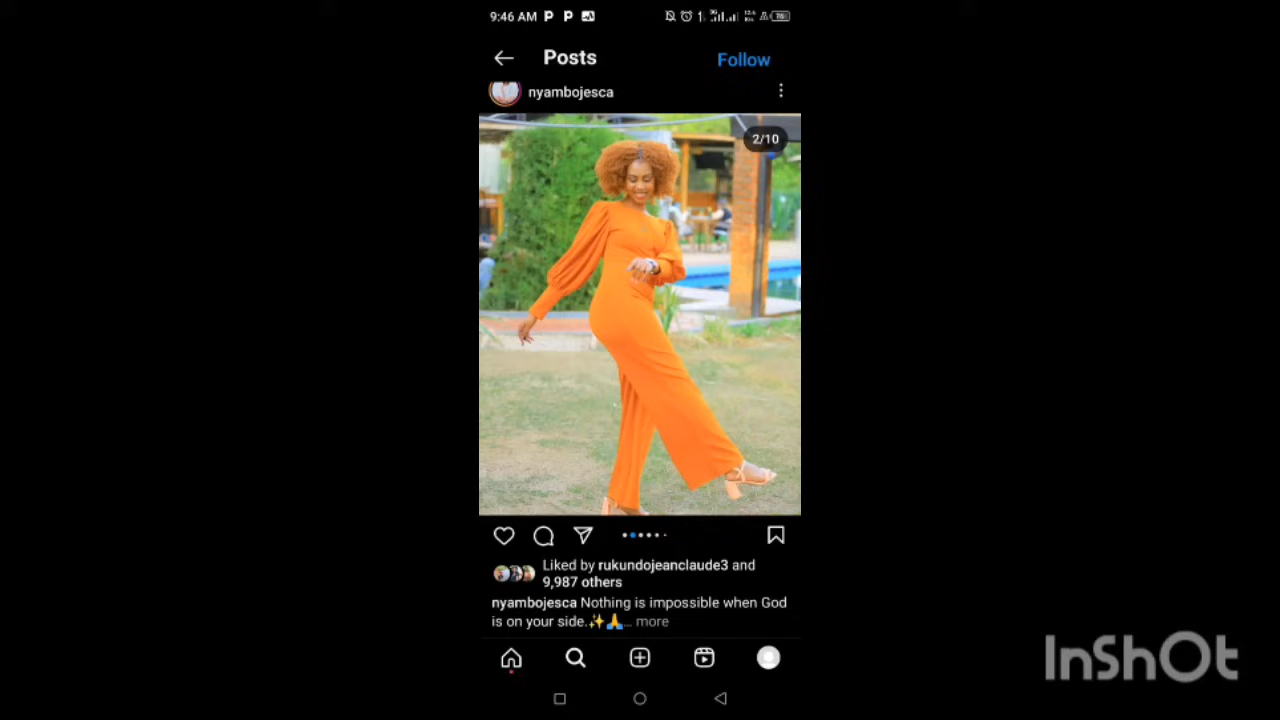 9:46 AM
Posts
Follow
nyambojesca
2/10
Liked by rukundojeanclaude3 and
9,987 others
nyambojesca Nothing is impossible when God
is on your side.✨🙏... more
InShOt